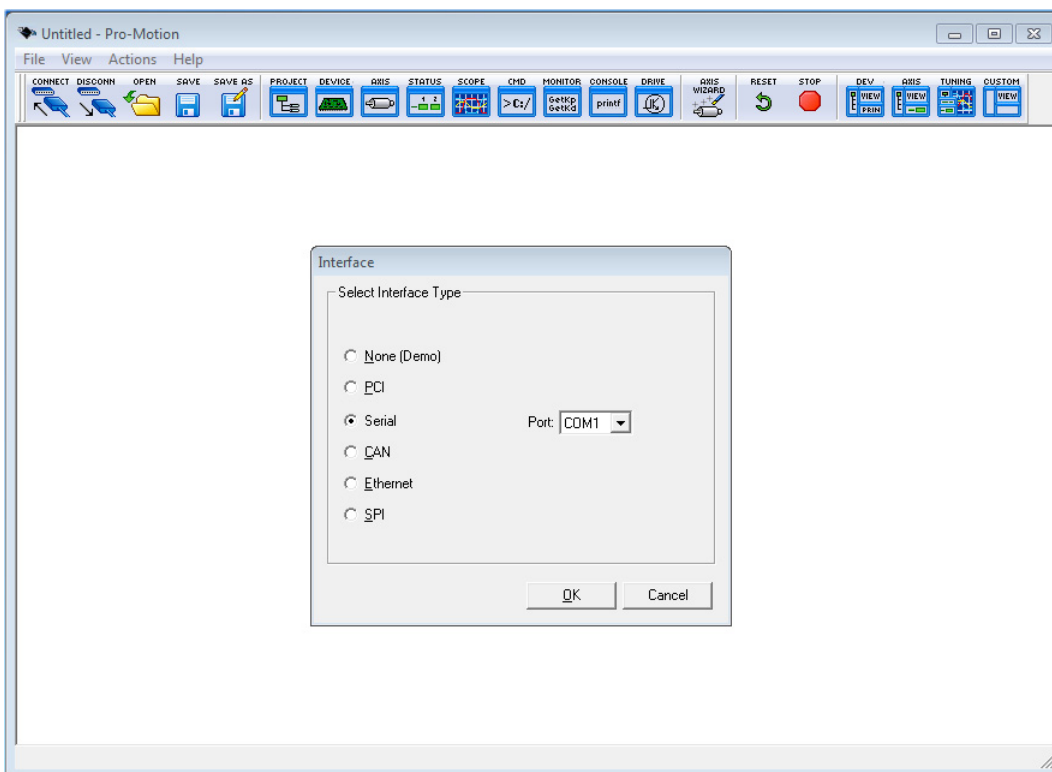 Untitled - Pro-Motion
File View Actions Help
CONNECT DISCONN OPEN SAVE SAVE AS PROJECT DEVICE AXIS STATUS SCOPE CMD MONITOR CONSOLE DRIVE AXIS WIZARD RESET STOP DEV AXIS TUNING CUSTOM
1 2 >C:/ GetKp GetKd printf VIEW PRIN VIEW VIEW
Interface
Select Interface Type
None (Demo)
PCI
Serial Port: COM1
CAN
Ethernet
SPI
OK Cancel